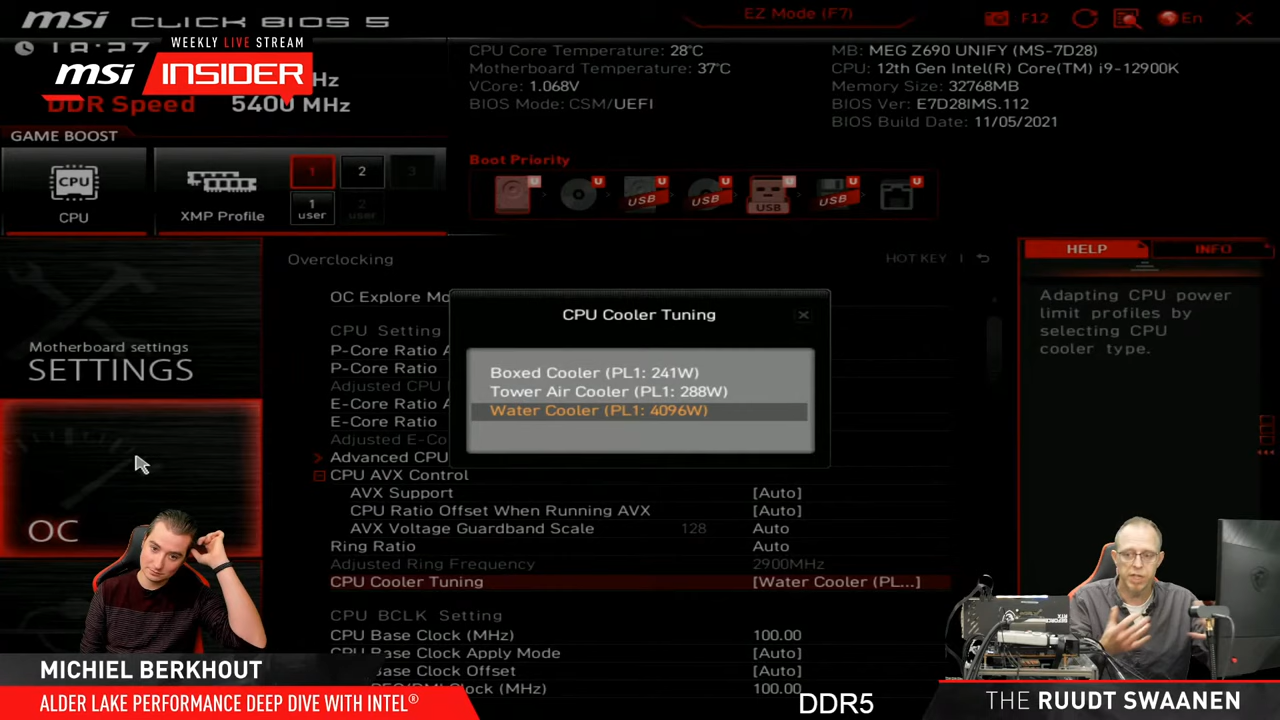 msi CLICK BIOS 5
EZ Mode (F7)
F12
En
WEEKLY LIVE STREAM
msi INSIDER
18:27
Hz
DDR Speed 5400 MHz
CPU Core Temperature: 28°C
Motherboard Temperature: 37°C
VCore: 1.068V
BIOS Mode: CSM/UEFI
MB: MEG Z690 UNIFY (MS-7D28)
CPU: 12th Gen Intel(R) Core(TM) i9-12900K
Memory Size: 32768MB
BIOS Ver: E7D28IMS.112
BIOS Build Date: 11/05/2021
GAME BOOST
CPU
CPU
XMP Profile
1
2
3
1 user
2 user
Boot Priority
U
U
USB U
USB U
USB U
USB U
U
Motherboard settings
SETTINGS
OC
Overclocking
HOT KEY
OC Explore Mo
CPU Setting
P-Core Ratio A
P-Core Ratio
Adjusted CPU
E-Core Ratio A
E-Core Ratio
Adjusted E-Co
Advanced CPU
CPU AVX Control
AVX Support [Auto]
CPU Ratio Offset When Running AVX [Auto]
AVX Voltage Guardband Scale 128 Auto
Ring Ratio Auto
Adjusted Ring Frequency 2900MHz
CPU Cooler Tuning [Water Cooler (PL...]
CPU BCLK Setting
CPU Base Clock (MHz) 100.00
CPU Base Clock Apply Mode [Auto]
Base Clock Offset [Auto]
Clock (MHz) 100.00
CPU Cooler Tuning
Boxed Cooler (PL1: 241W)
Tower Air Cooler (PL1: 288W)
Water Cooler (PL1: 4096W)
HELP
INFO
Adapting CPU power
limit profiles by
selecting CPU
cooler type.
MICHIEL BERKHOUT
ALDER LAKE PERFORMANCE DEEP DIVE WITH INTEL®
DDR5
THE RUUDT SWAANEN